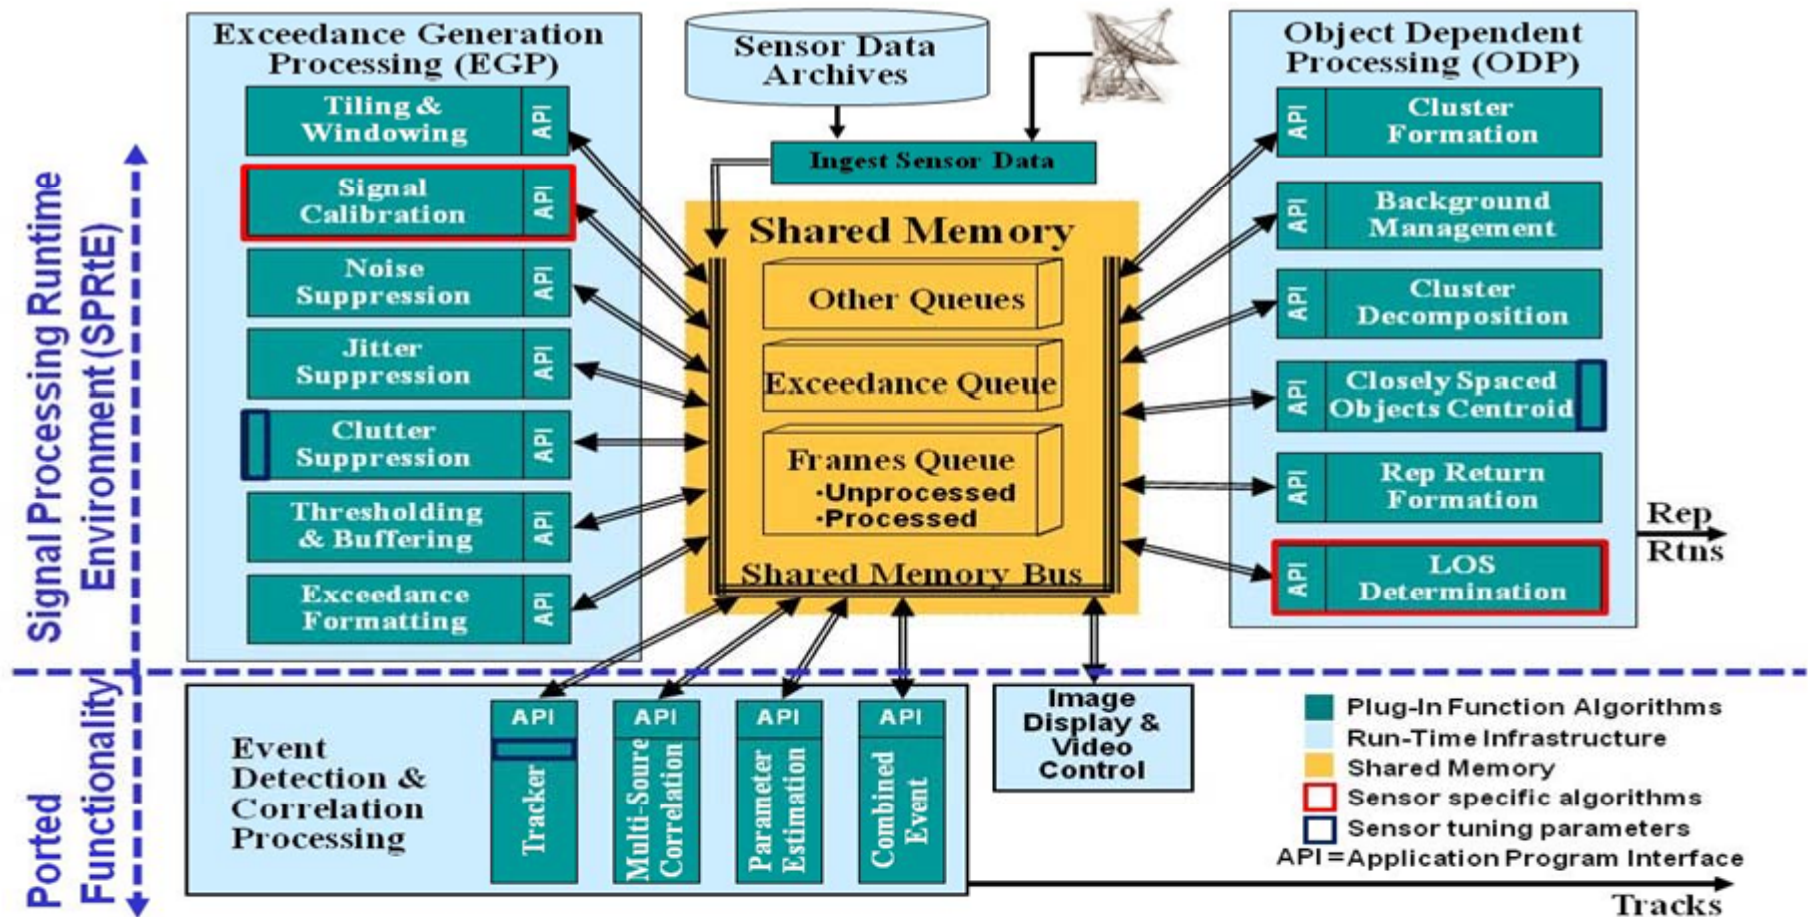 Signal Processing Runtime
Environment (SPRtE)
Ported
Functionality
Exceedance Generation
Processing (EGP)
Tiling &
Windowing
API
Signal
Calibration
API
Noise
Suppression
API
Jitter
Suppression
API
Clutter
Suppression
API
Thresholding
& Buffering
API
Exceedance
Formatting
API
Sensor Data
Archives
Ingest Sensor Data
Shared Memory
Other Queues
Exceedance Queue
Frames Queue
•Unprocessed
•Processed
Shared Memory Bus
Object Dependent
Processing (ODP)
API
Cluster
Formation
API
Background
Management
API
Cluster
Decomposition
API
Closely Spaced
Objects Centroid
API
Rep Return
Formation
API
LOS
Determination
Rep
Rtns
Event
Detection &
Correlation
Processing
API
Tracker
API
Multi-Soure
Correlation
API
Parameter
Estimation
API
Combined
Event
Image
Display &
Video
Control
Plug-In Function Algorithms
Run-Time Infrastructure
Shared Memory
Sensor specific algorithms
Sensor tuning parameters
API =Application Program Interface
Tracks